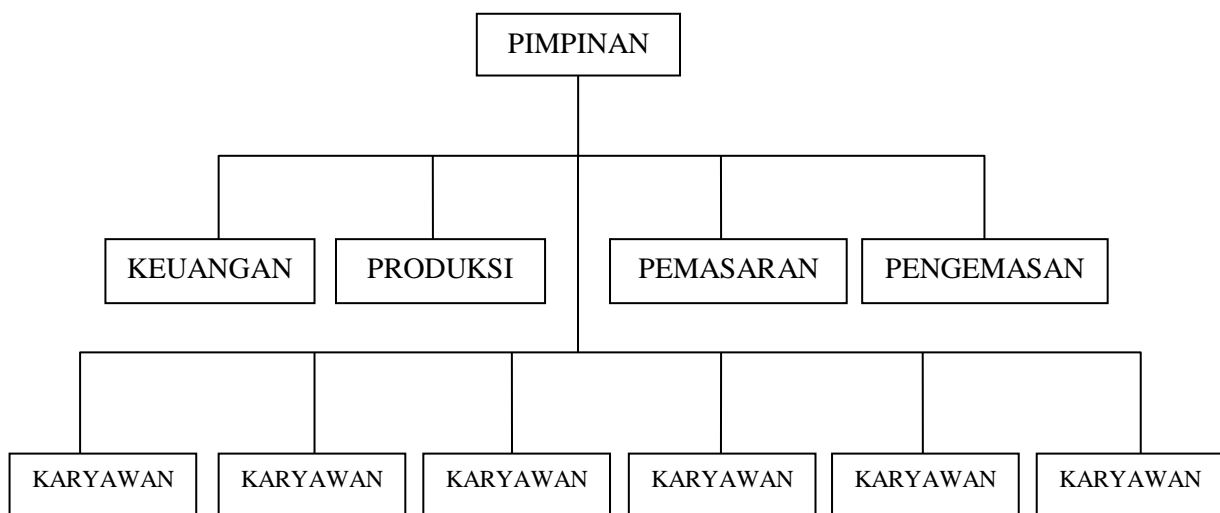 PIMPINAN
KEUANGAN
PRODUKSI
PEMASARAN
PENGEMASAN
KARYAWAN
KARYAWAN
KARYAWAN
KARYAWAN
KARYAWAN
KARYAWAN